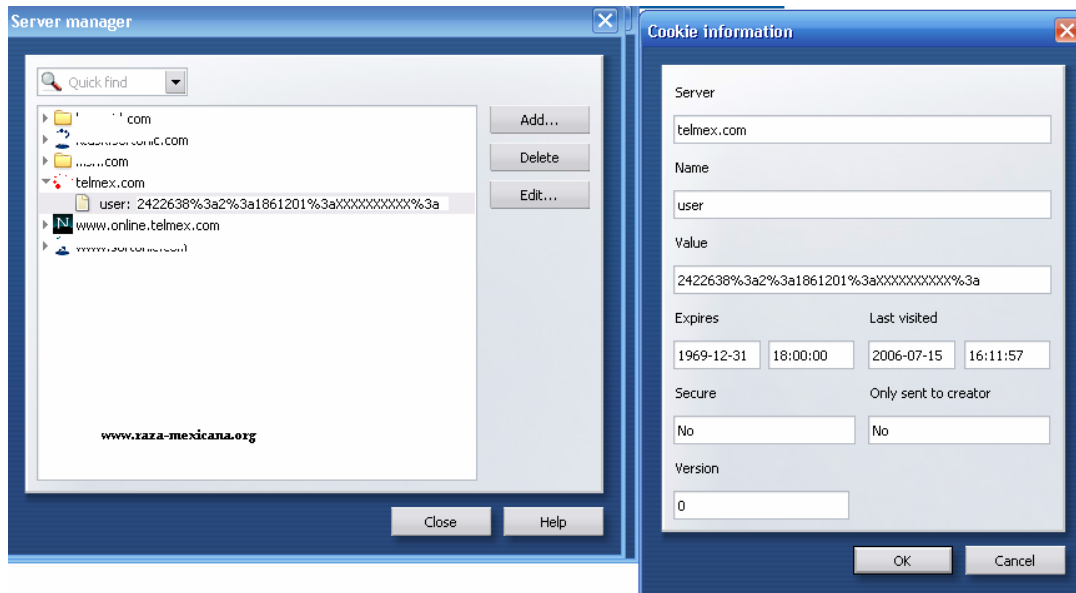 Server manager
Quick find
com
.com
.com
telmex.com
user: 2422638%3a2%3a1861201%3aXXXXXXXXXX%3a
www.online.telmex.com
www.raza-mexicana.org
Add...
Delete
Edit...
Close
Help
Cookie information
Server
telmex.com
Name
user
Value
2422638%3a2%3a1861201%3aXXXXXXXXXX%3a
Expires
Last visited
1969-12-31
18:00:00
2006-07-15
16:11:57
Secure
Only sent to creator
No
No
Version
0
OK
Cancel